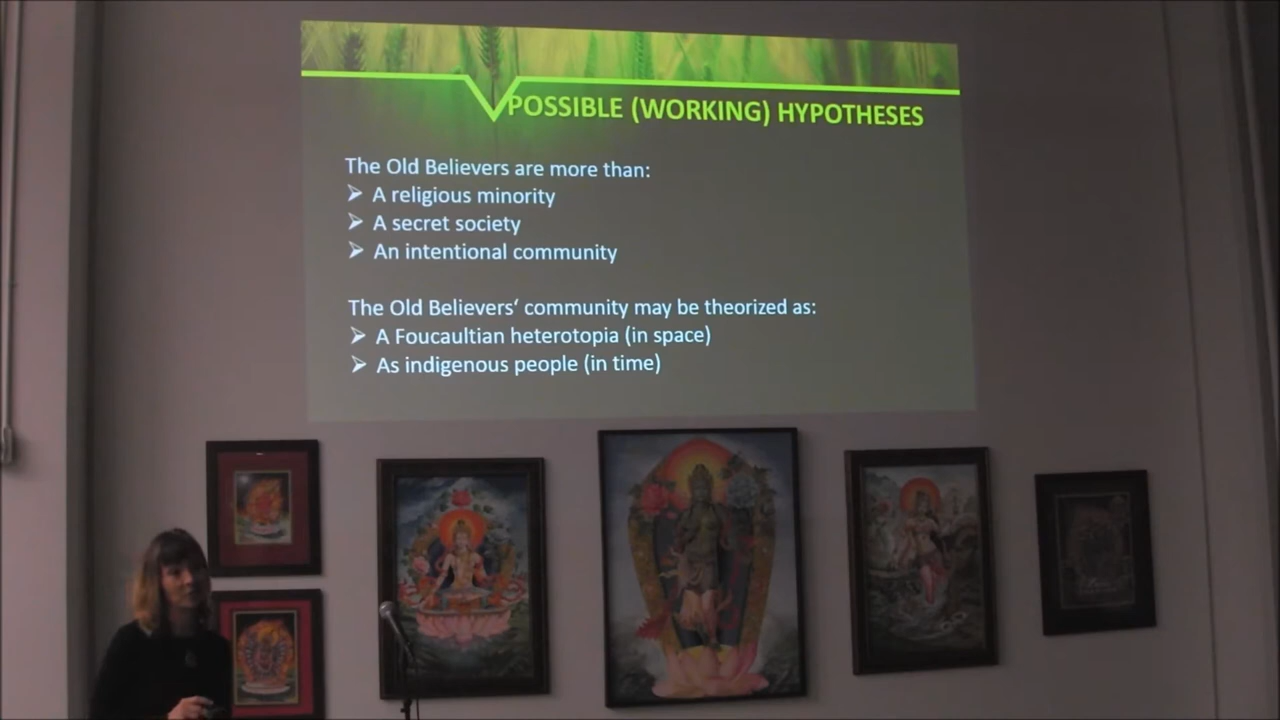 POSSIBLE (WORKING) HYPOTHESES
The Old Believers are more than:
➢ A religious minority
➢ A secret society
➢ An intentional community
The Old Believers‘ community may be theorized as:
➢ A Foucaultian heterotopia (in space)
➢ As indigenous people (in time)